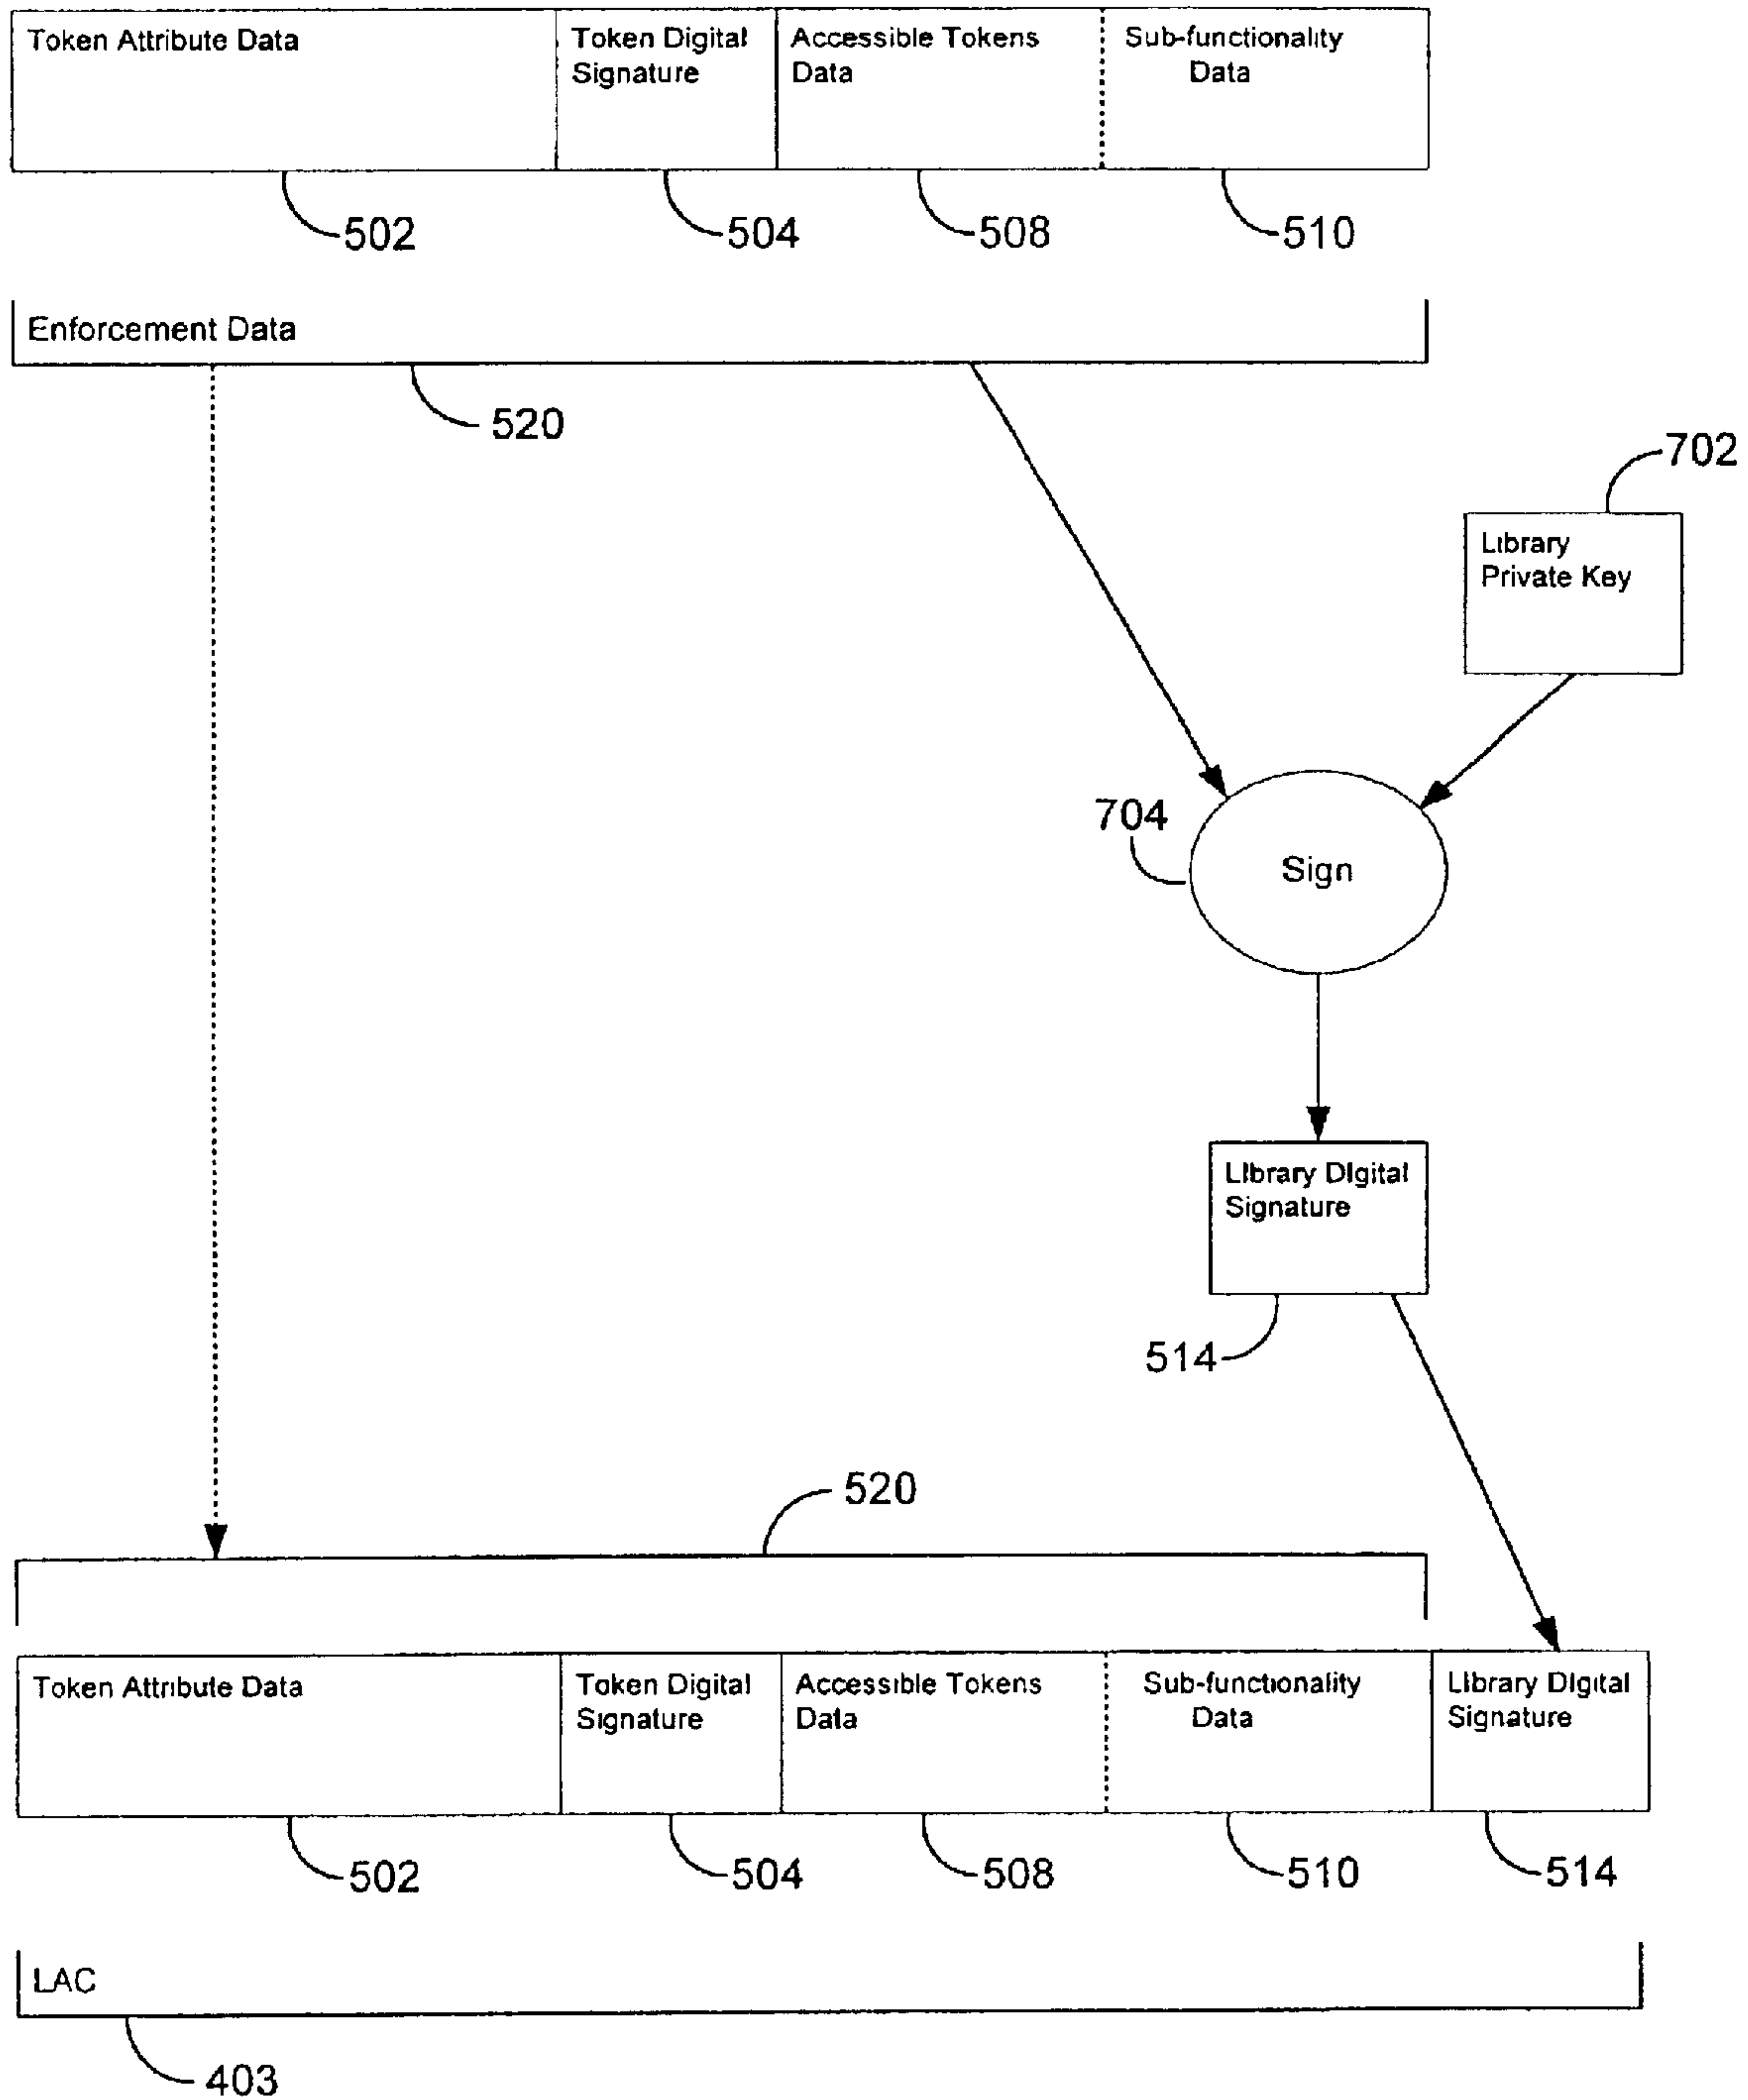 Token Attribute Data
Token Digital
Signature
Accessible Tokens
Data
Sub-functionality
Data
502
504
508
510
Enforcement Data
520
702
Library
Private Key
704
Sign
Library Digital
Signature
514
520
Token Attribute Data
Token Digital
Signature
Accessible Tokens
Data
Sub-functionality
Data
Library Digital
Signature
502
504
508
510
514
LAC
403